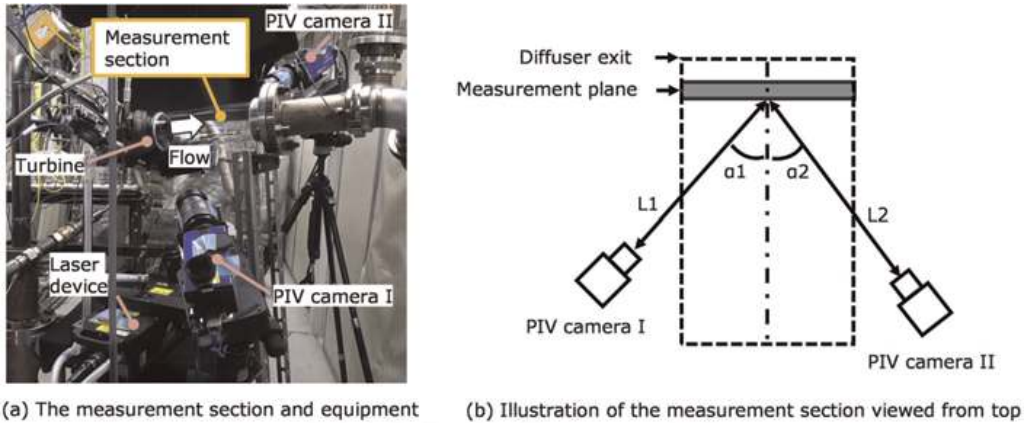 PIV camera II
Measurement
section
Turbine
Flow
Laser
device
PIV camera I
(a) The measurement section and equipment
Diffuser exit
Measurement plane
α1
α2
L1
L2
PIV camera I
PIV camera II
(b) Illustration of the measurement section viewed from top